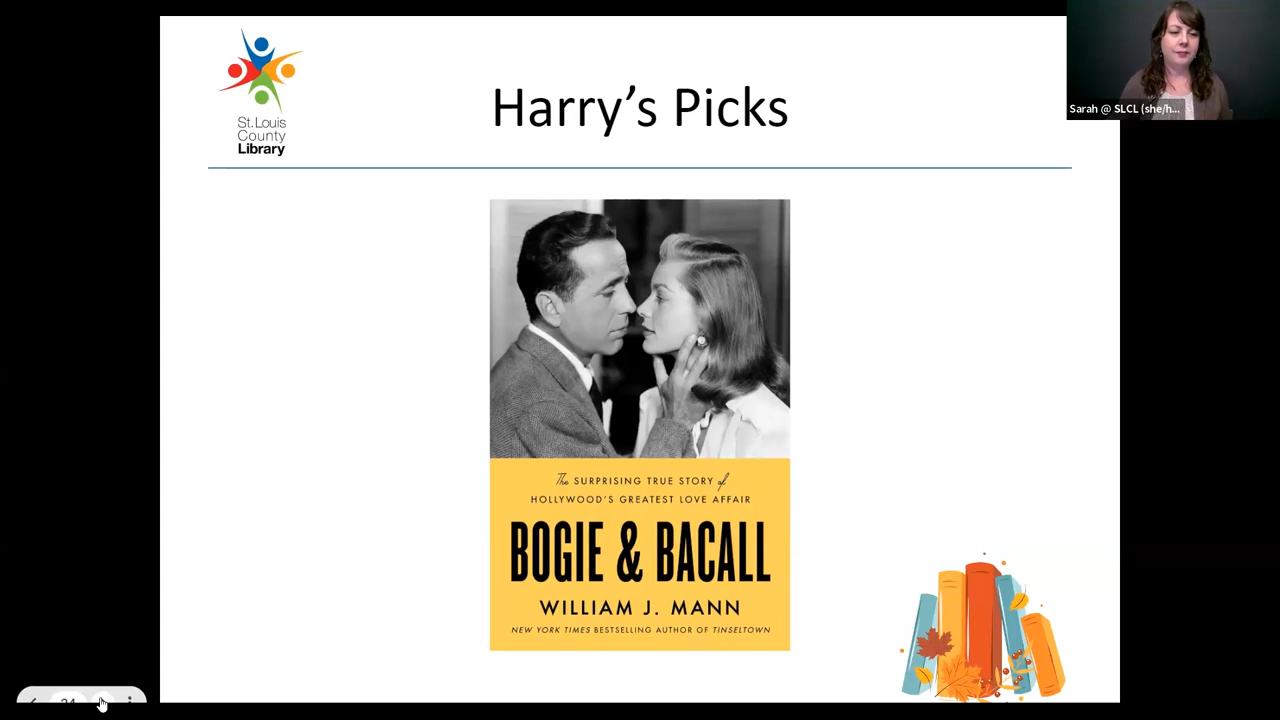 St. Louis
County
Library
Harry's Picks
Sarah @ SLCL (she/h...
The SURPRISING TRUE STORY of
HOLLYWOOD'S GREATEST LOVE AFFAIR
BOGIE & BACALL
WILLIAM J. MANN
NEW YORK TIMES BESTSELLING AUTHOR OF TINSELTOWN